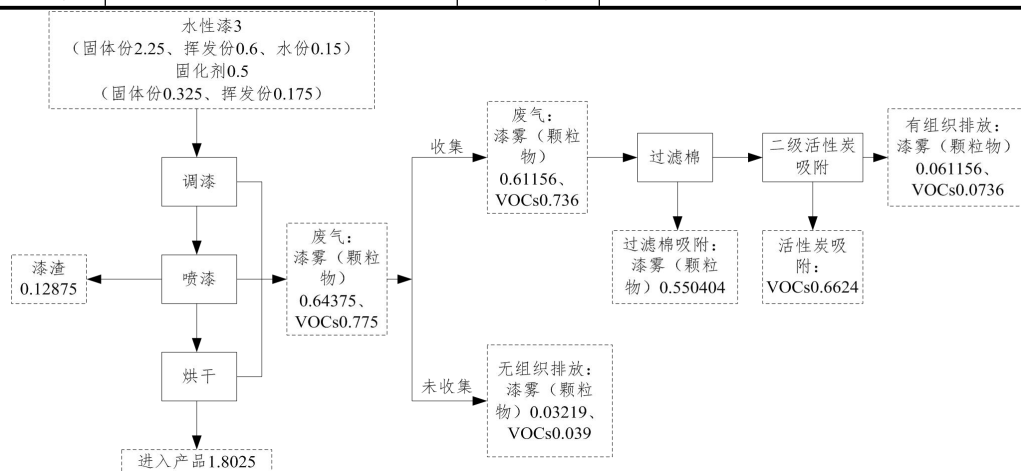 水性漆3
（固体份2.25、挥发份0.6、水份0.15）
固化剂0.5
（固体份0.325、挥发份0.175）
调漆
喷漆
漆渣
0.12875
烘干
进入产品1.8025
废气：
漆雾（颗粒
物）
0.64375、
VOCs0.775
收集
废气：
漆雾（颗粒
物）
0.61156、
VOCs0.736
过滤棉
二级活性炭
吸附
有组织排放：
漆雾（颗粒物）
0.061156、
VOCs0.0736
过滤棉吸附：
漆雾（颗粒
物）0.550404
活性炭吸
附：
VOCs0.6624
未收集
无组织排放：
漆雾（颗粒
物）0.03219、
VOCs0.039